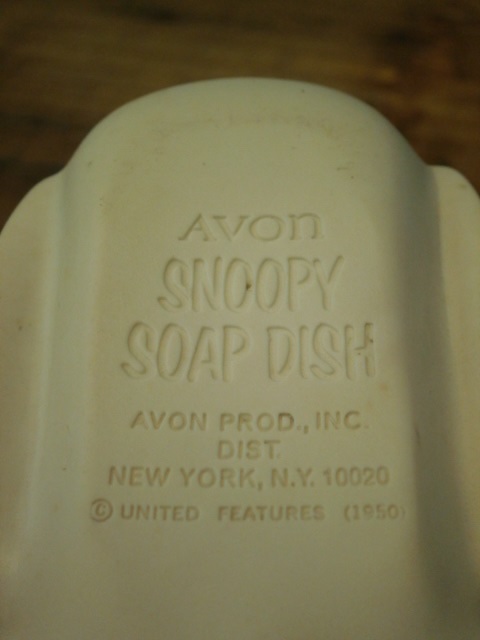 AVON
SNOOPY
SOAP DISH
AVON PROD., INC.
DIST.
NEW YORK, N.Y. 10020
© UNITED FEATURES (1950)